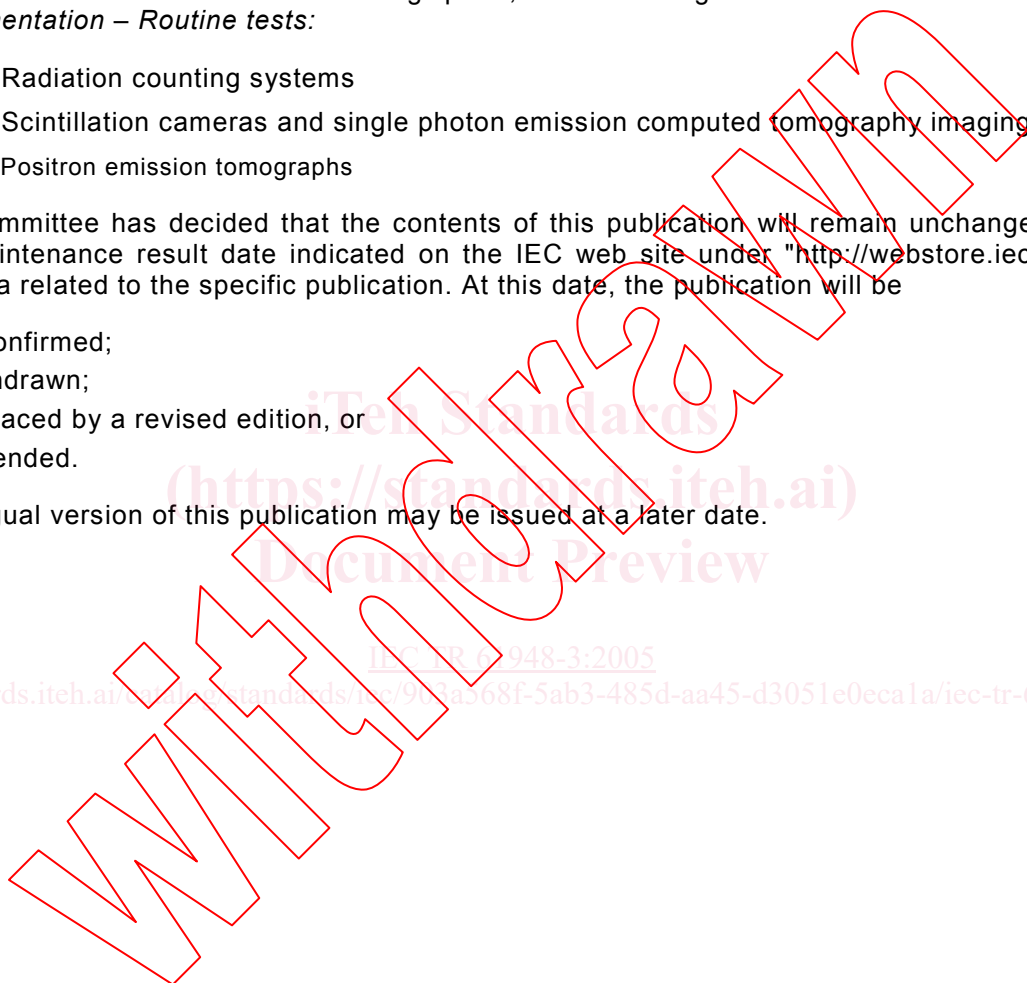 entation – Routine tests:
Radiation counting systems
Scintillation cameras and single photon emission computed tomography imaging
Positron emission tomographs
mmittee has decided that the contents of this publication will remain unchange
intenance result date indicated on the IEC web site under "http://webstore.iec
a related to the specific publication. At this date, the publication will be
onfirmed;
ndrawn;
aced by a revised edition, or
ended.
iTeh Standards
(https://standards.iteh.ai)
gual version of this publication may be issued at a later date.
Document Preview
IEC TR 61948-3:2005
ds.iteh.ai/catalog/standards/iec/903a568f-5ab3-485d-aa45-d3051e0eca1a/iec-tr-6
withdrawn